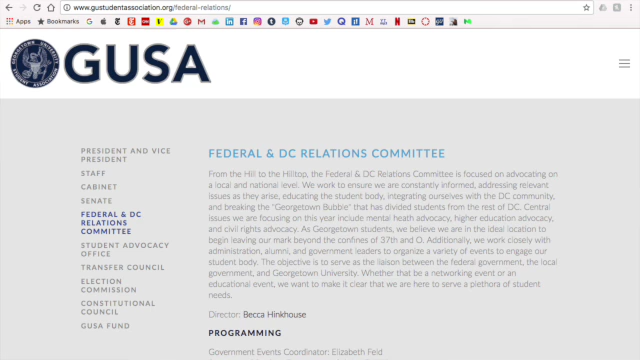 www.gustudentassociation.org/federal-relations/
Apps
Bookmarks
GUSA
PRESIDENT AND VICE
PRESIDENT
STAFF
CABINET
SENATE
FEDERAL & DC
RELATIONS
COMMITTEE
STUDENT ADVOCACY
OFFICE
TRANSFER COUNCIL
ELECTION
COMMISSION
CONSTITUTIONAL
COUNCIL
GUSA FUND
FEDERAL & DC RELATIONS COMMITTEE
From the Hill to the Hilltop, the Federal & DC Relations Committee is focused on advocating on
a local and national level. We work to ensure we are constantly informed, addressing relevant
issues as they arise, educating the student body, integrating ourselves with the DC community,
and breaking the "Georgetown Bubble" that has divided students from the rest of DC. Central
issues we are focusing on this year include mental heath advocacy, higher education advocacy,
and civil rights advocacy. As Georgetown students, we believe we are in the ideal location to
begin leaving our mark beyond the confines of 37th and O. Additionally, we work closely with
administration, alumni, and government leaders to organize a variety of events to engage our
student body. The objective is to serve as the liaison between the federal government, the local
government, and Georgetown University. Whether that be a networking event or an
educational event, we want to make it clear that we are here to serve a plethora of student
needs.
Director: Becca Hinkhouse
PROGRAMMING
Government Events Coordinator: Elizabeth Feld